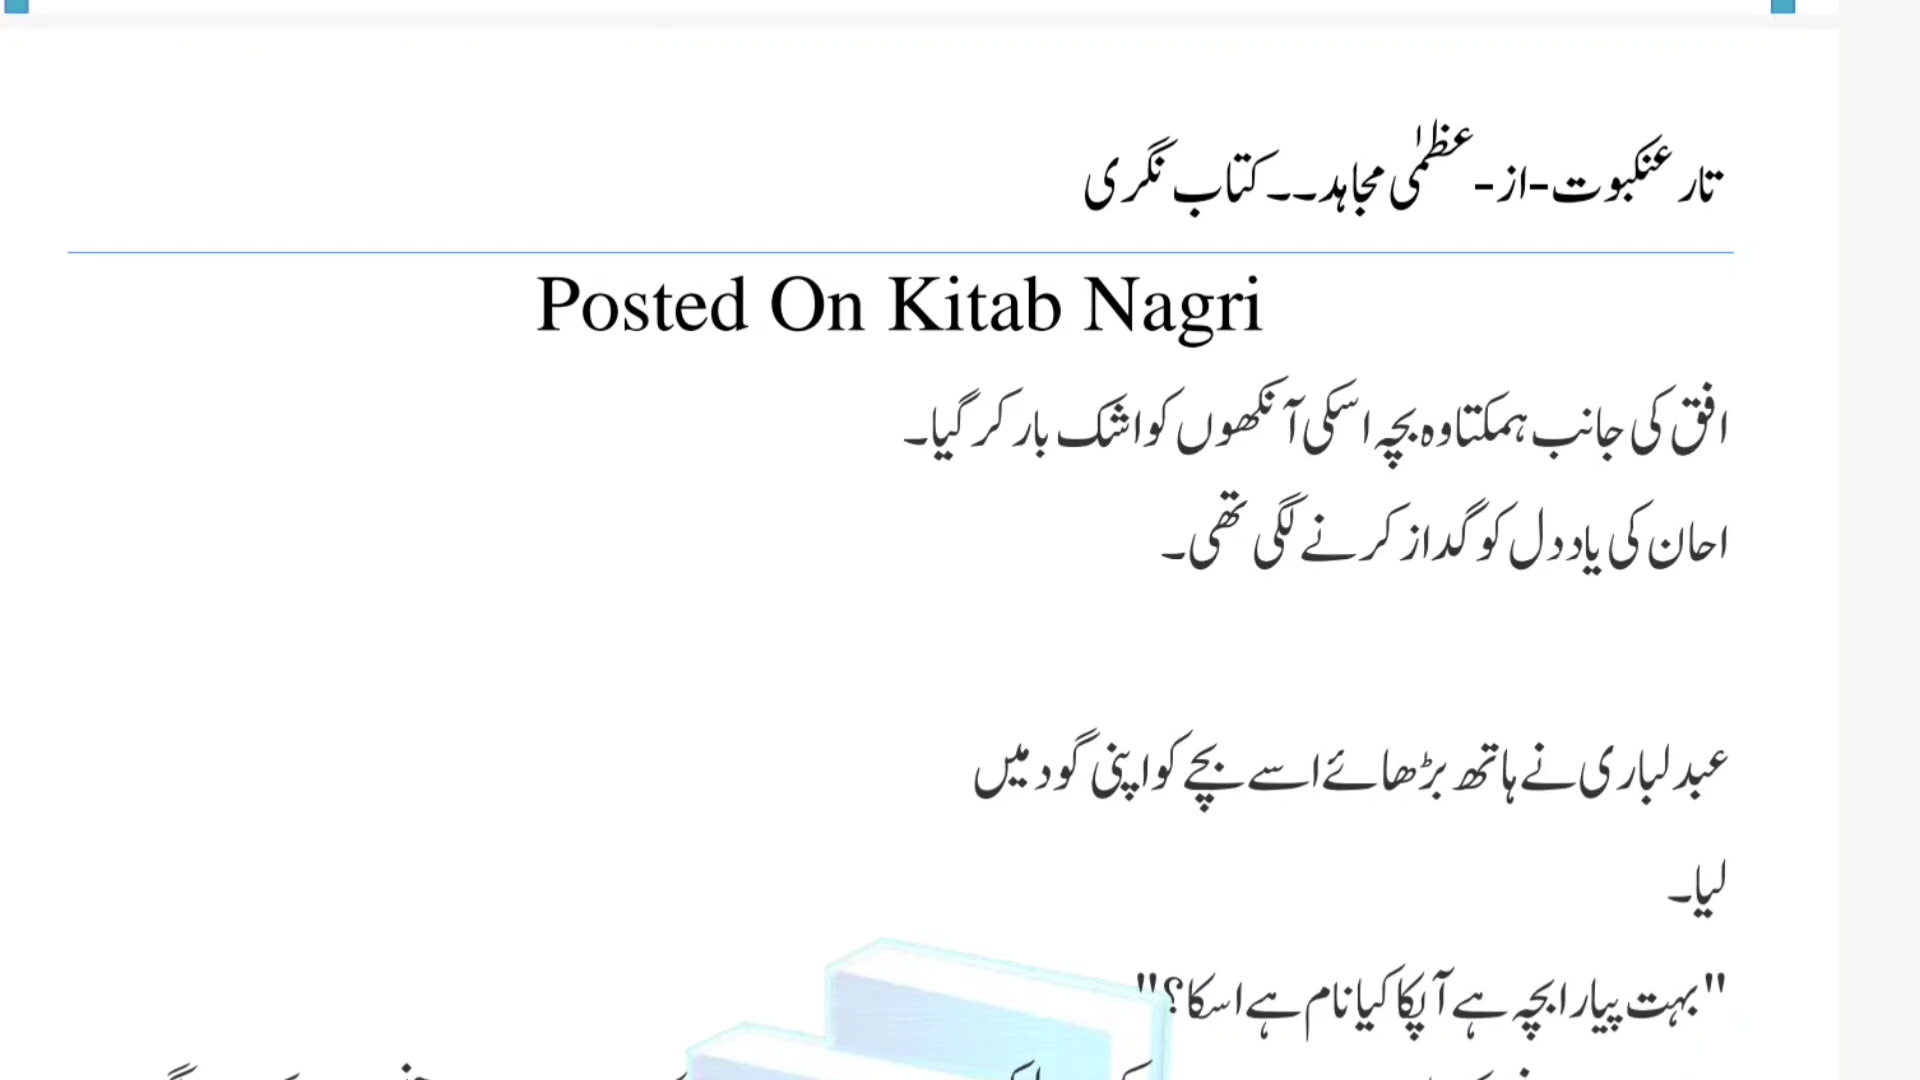 تار عنکبوت-از-عظمٰی مجاہد۔۔کتاب نگری
Posted On Kitab Nagri
افق کی جانب ہمکتا وہ بچہ اسکی آنکھوں کو اشک بار کر گیا۔
احان کی یاد دل کو گداز کرنے لگی تھی۔
عبدلباری نے ہاتھ بڑھائے اسے بچے کو اپنی گود میں
لیا۔
"بہت پیارا بچہ ہے آپکا کیا نام ہے اسکا؟"